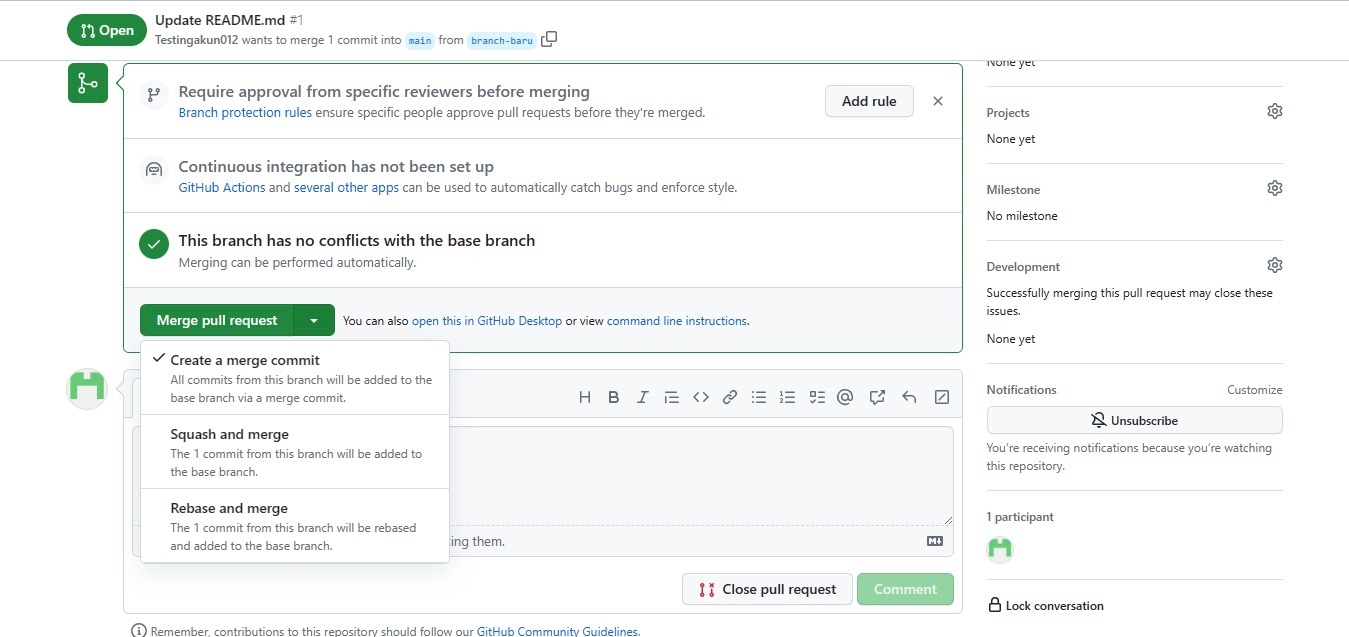 Open
Update README.md #1
Testingakun012 wants to merge 1 commit into main from branch-baru
Require approval from specific reviewers before merging
Branch protection rules ensure specific people approve pull requests before they're merged.
Add rule
Continuous integration has not been set up
GitHub Actions and several other apps can be used to automatically catch bugs and enforce style.
This branch has no conflicts with the base branch
Merging can be performed automatically.
Merge pull request
You can also open this in GitHub Desktop or view command line instructions.
Create a merge commit
All commits from this branch will be added to the
base branch via a merge commit.
Squash and merge
The 1 commit from this branch will be added to
the base branch.
Rebase and merge
The 1 commit from this branch will be rebased
and added to the base branch.
them.
Close pull request
Comment
Remember, contributions to this repository should follow our GitHub Community Guidelines.
None yet
Projects
None yet
Milestone
No milestone
Development
Successfully merging this pull request may close these
issues.
None yet
Notifications
Customize
Unsubscribe
You're receiving notifications because you're watching
this repository.
1 participant
Lock conversation